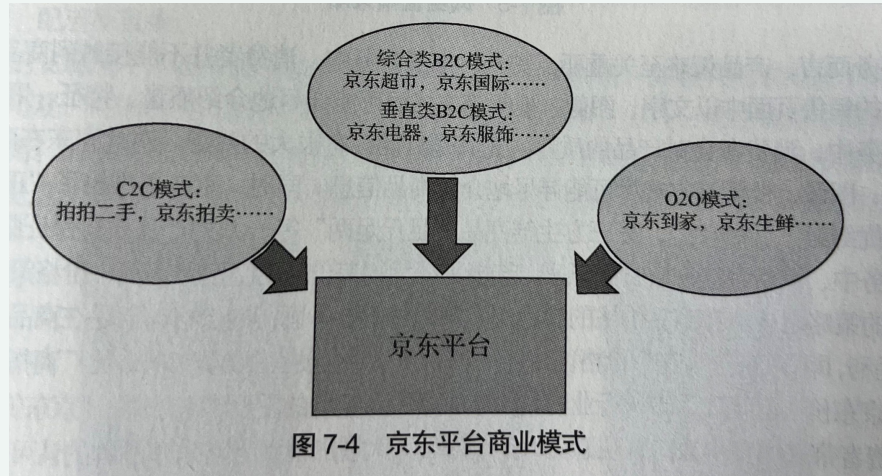 综合类B2C模式：
京东超市，京东国际……
垂直类B2C模式：
京东电器，京东服饰……
C2C模式：
拍拍二手，京东拍卖……
O2O模式：
京东到家，京东生鲜……
京东平台
图 7-4 京东平台商业模式